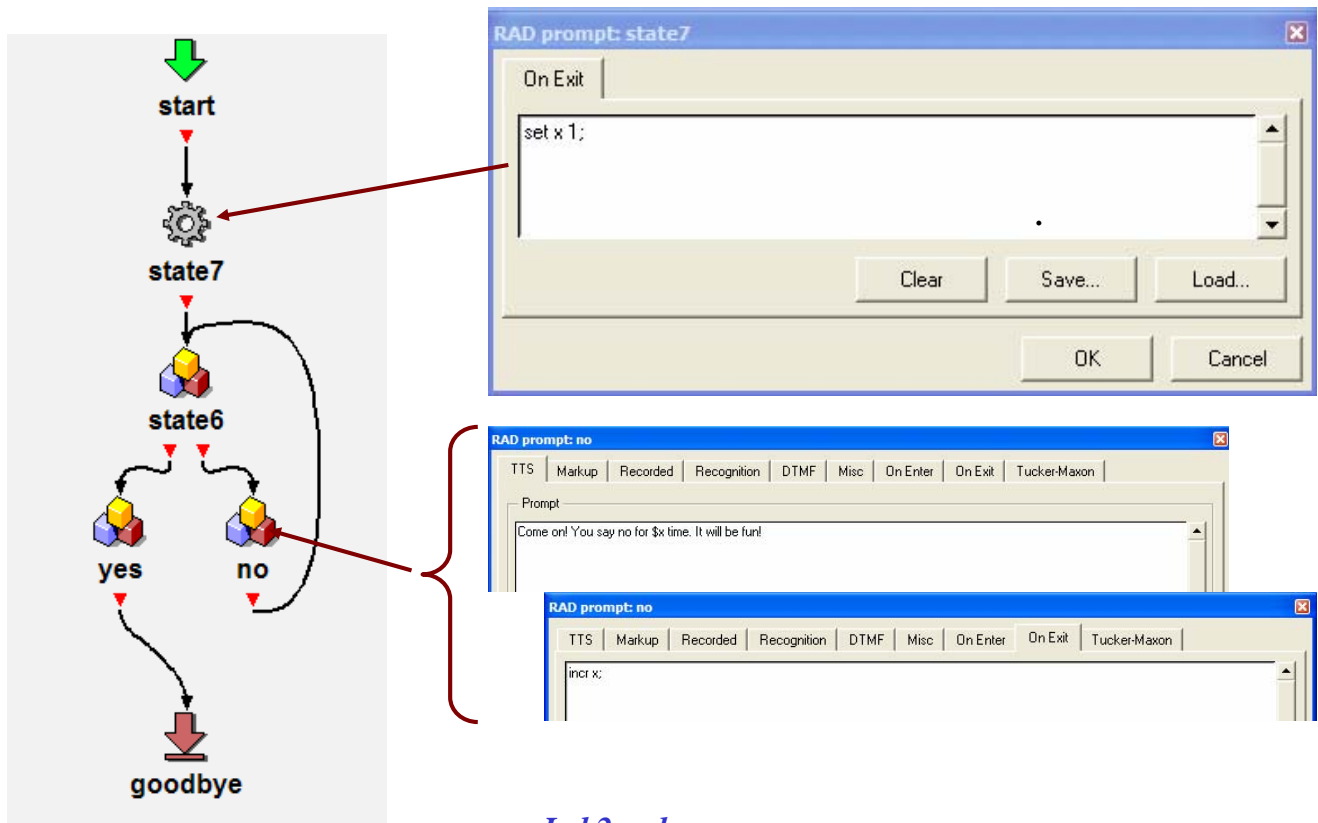 start
state7
state6
yes no
goodbye
RAD prompt: state7
On Exit
set x 1;
Clear Save... Load...
OK Cancel
RAD prompt: no
TTS Markup Recorded Recognition DTMF Misc On Enter On Exit Tucker-Maxon
Prompt
Come on! You say no for $x time. It will be fun!
RAD prompt: no
TTS Markup Recorded Recognition DTMF Misc On Enter On Exit Tucker-Maxon
incr x;